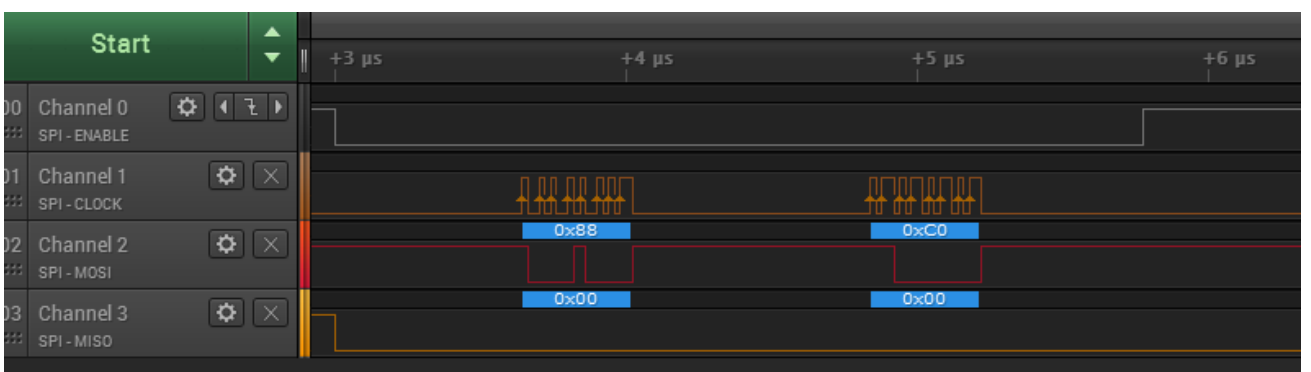 Start
+3 µs +4 µs +5 µs +6 µs
00 Channel 0
SPI - ENABLE
01 Channel 1
SPI - CLOCK
0x88 0xC0
02 Channel 2
SPI - MOSI
0x00 0x00
03 Channel 3
SPI - MISO